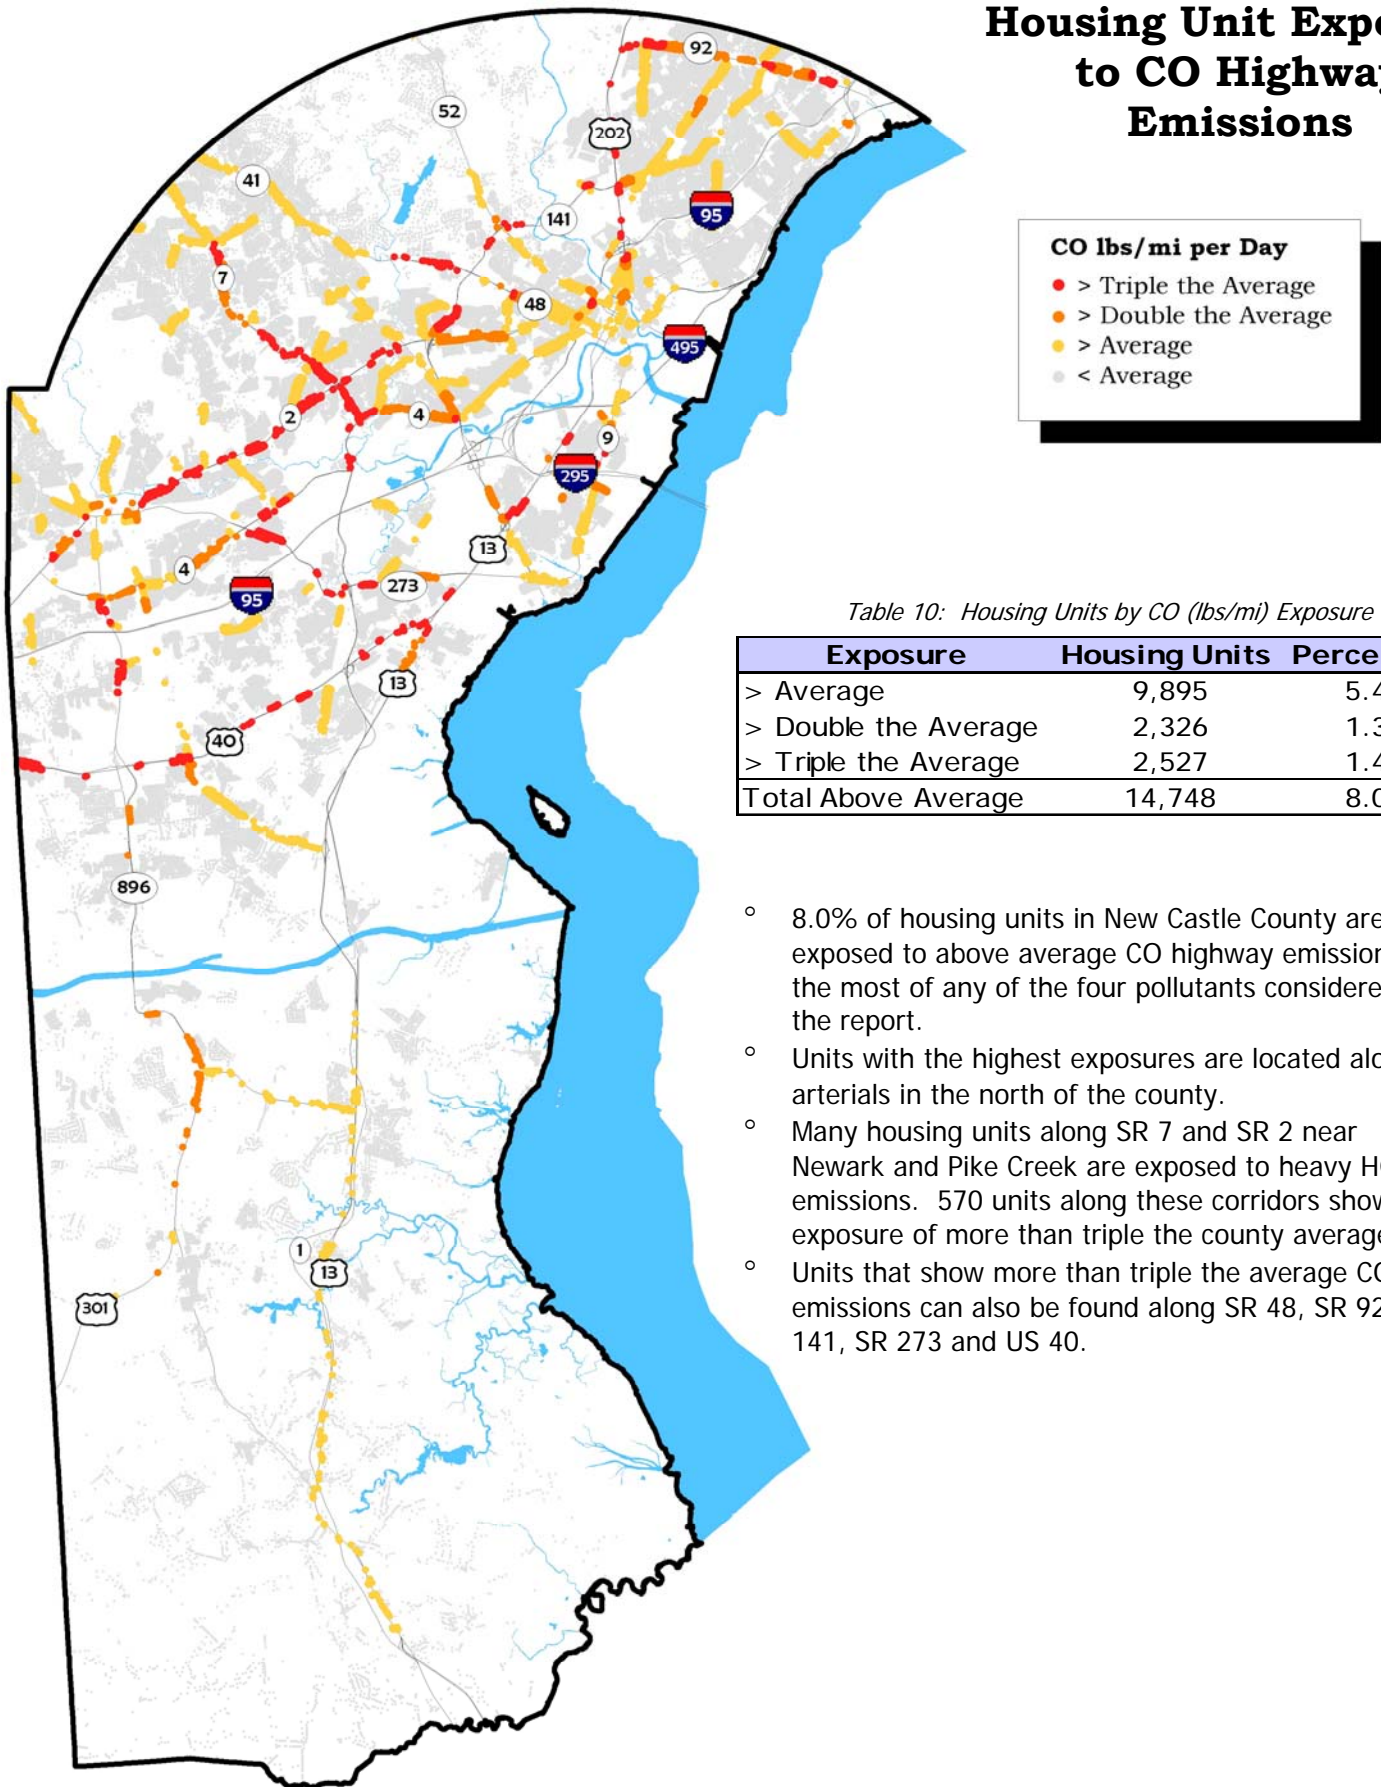 Housing Unit Expo
to CO Highway
Emissions
92
52
202
41
95
141
CO lbs/mi per Day
> Triple the Average
> Double the Average
> Average
< Average
7
48
495
2
4
9
295
13
4
273
95
Table 10: Housing Units by CO (lbs/mi) Exposure
Exposure Housing Units Perce
> Average 9,895 5.4
> Double the Average 2,326 1.3
> Triple the Average 2,527 1.4
Total Above Average 14,748 8.0
13
40
896
° 8.0% of housing units in New Castle County are
exposed to above average CO highway emission
the most of any of the four pollutants considere
the report.
° Units with the highest exposures are located alo
arterials in the north of the county.
° Many housing units along SR 7 and SR 2 near
Newark and Pike Creek are exposed to heavy HC
emissions. 570 units along these corridors show
exposure of more than triple the county average
° Units that show more than triple the average CO
emissions can also be found along SR 48, SR 92
141, SR 273 and US 40.
1
13
301